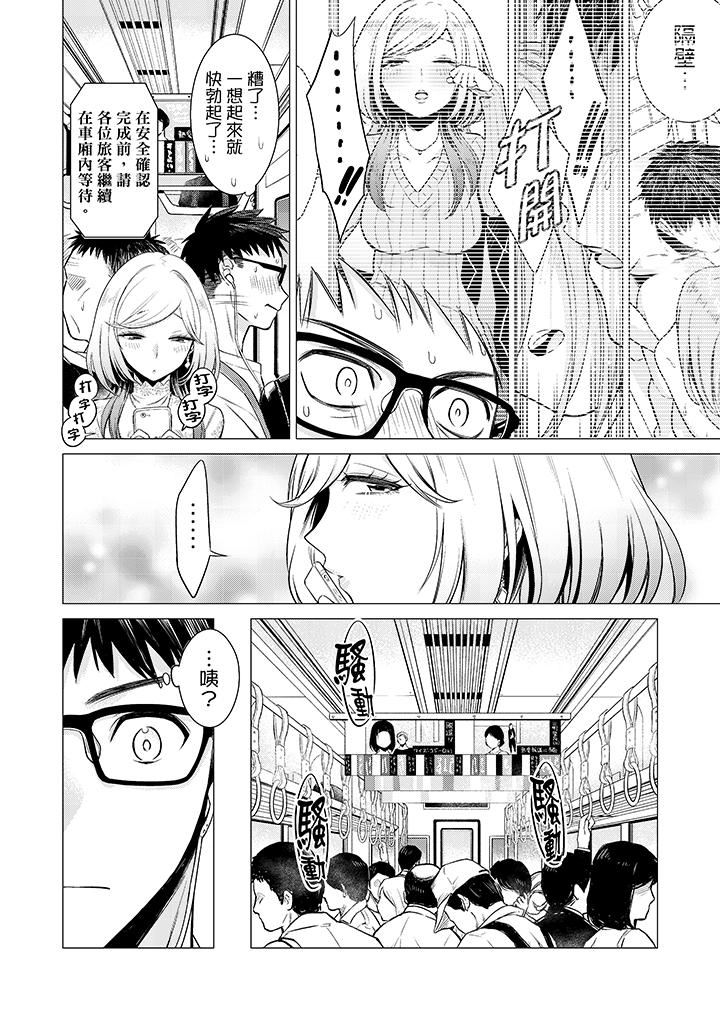 隔壁…
…………
打開
…………!!
糟了…
一想起來就
快勃起了…
在安全確認
完成前，請
各位旅客繼續
在車廂內等待。
打字
打字
打字
打字
……
騷動
騷動
騷動
…咦？